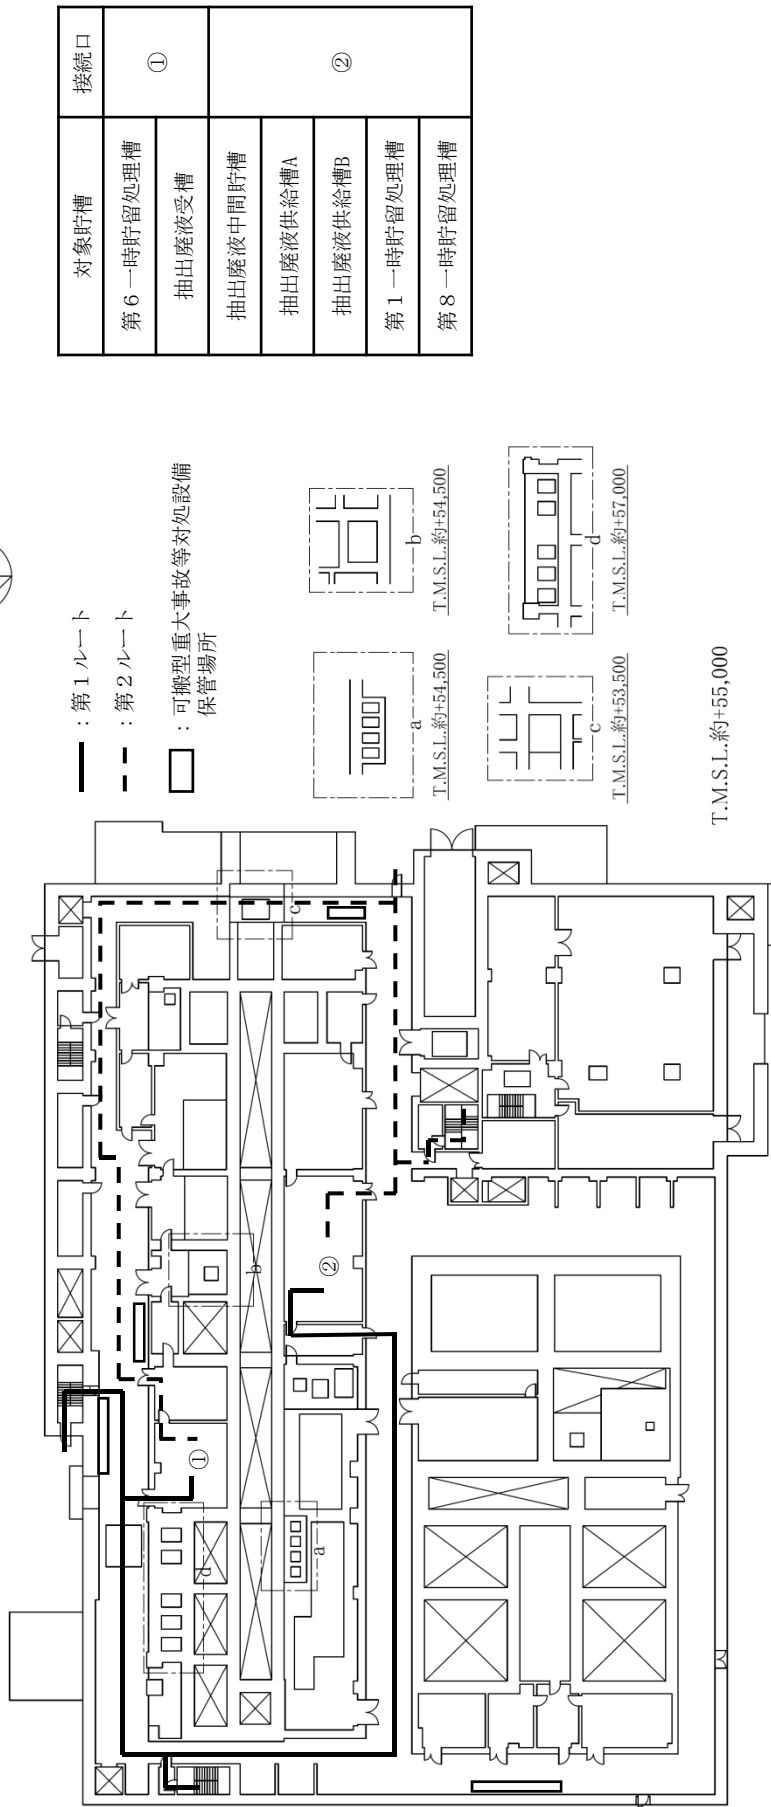 対象貯槽 接続口
第6一時貯留処理槽 ①
抽出廃液受槽
抽出廃液中間貯槽 ②
抽出廃液供給槽A
抽出廃液供給槽B
第1一時貯留処理槽
第8一時貯留処理槽
:第1ルート
:第2ルート
:可搬型重大事故等対処設備
保管場所
a
T.M.S.L.約+54,500
b
T.M.S.L.約+54,500
c
T.M.S.L.約+53,500
d
T.M.S.L.約+57,000
T.M.S.L.約+55,000
①
②
a
b
c
d